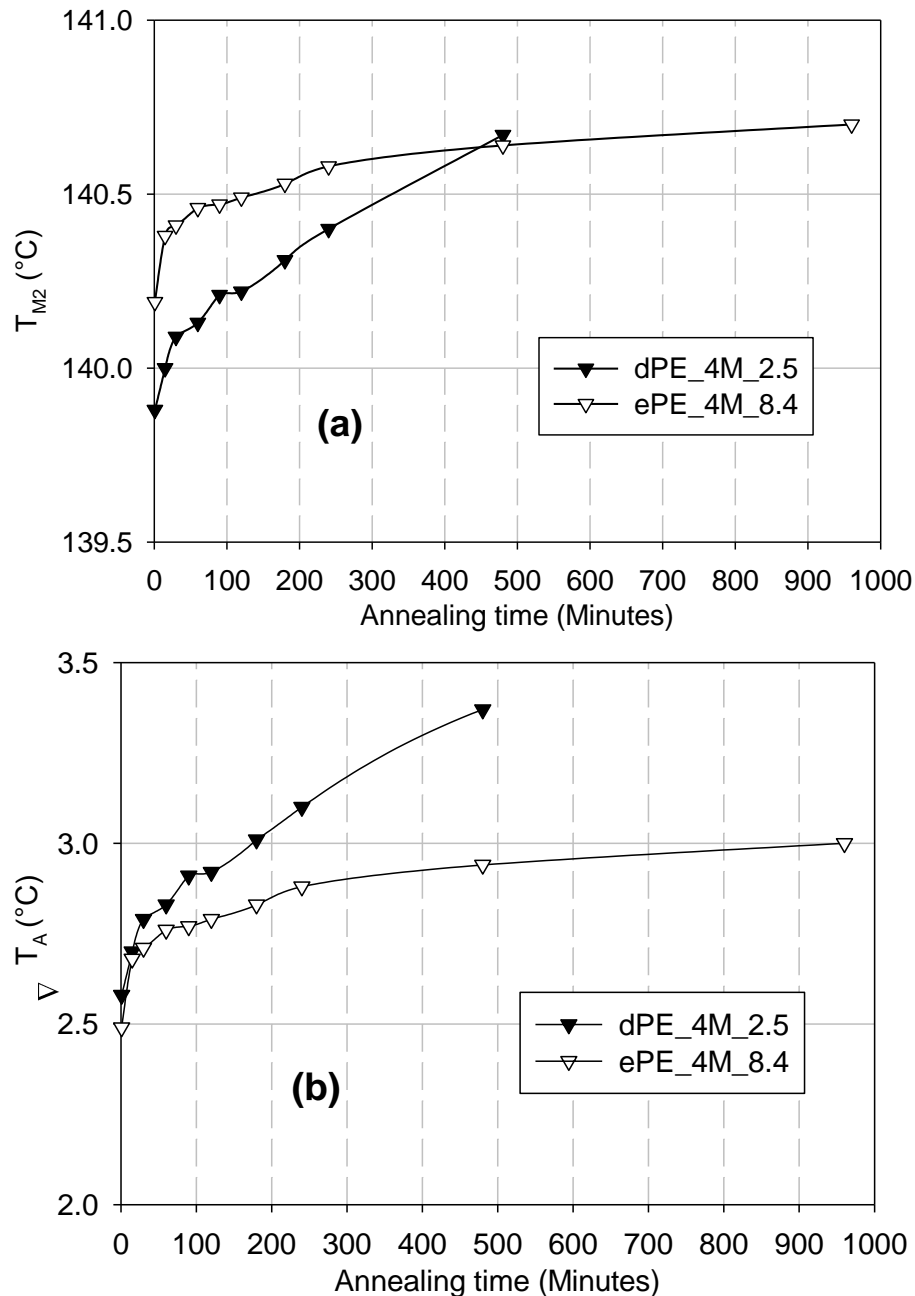 141.0
140.5
140.0
139.5
T_M2 (°C)
dPE_4M_2.5
ePE_4M_8.4
(a)
0 100 200 300 400 500 600 700 800 900 1000
Annealing time (Minutes)
3.5
3.0
2.5
2.0
∇ T_A (°C)
dPE_4M_2.5
ePE_4M_8.4
(b)
0 100 200 300 400 500 600 700 800 900 1000
Annealing time (Minutes)